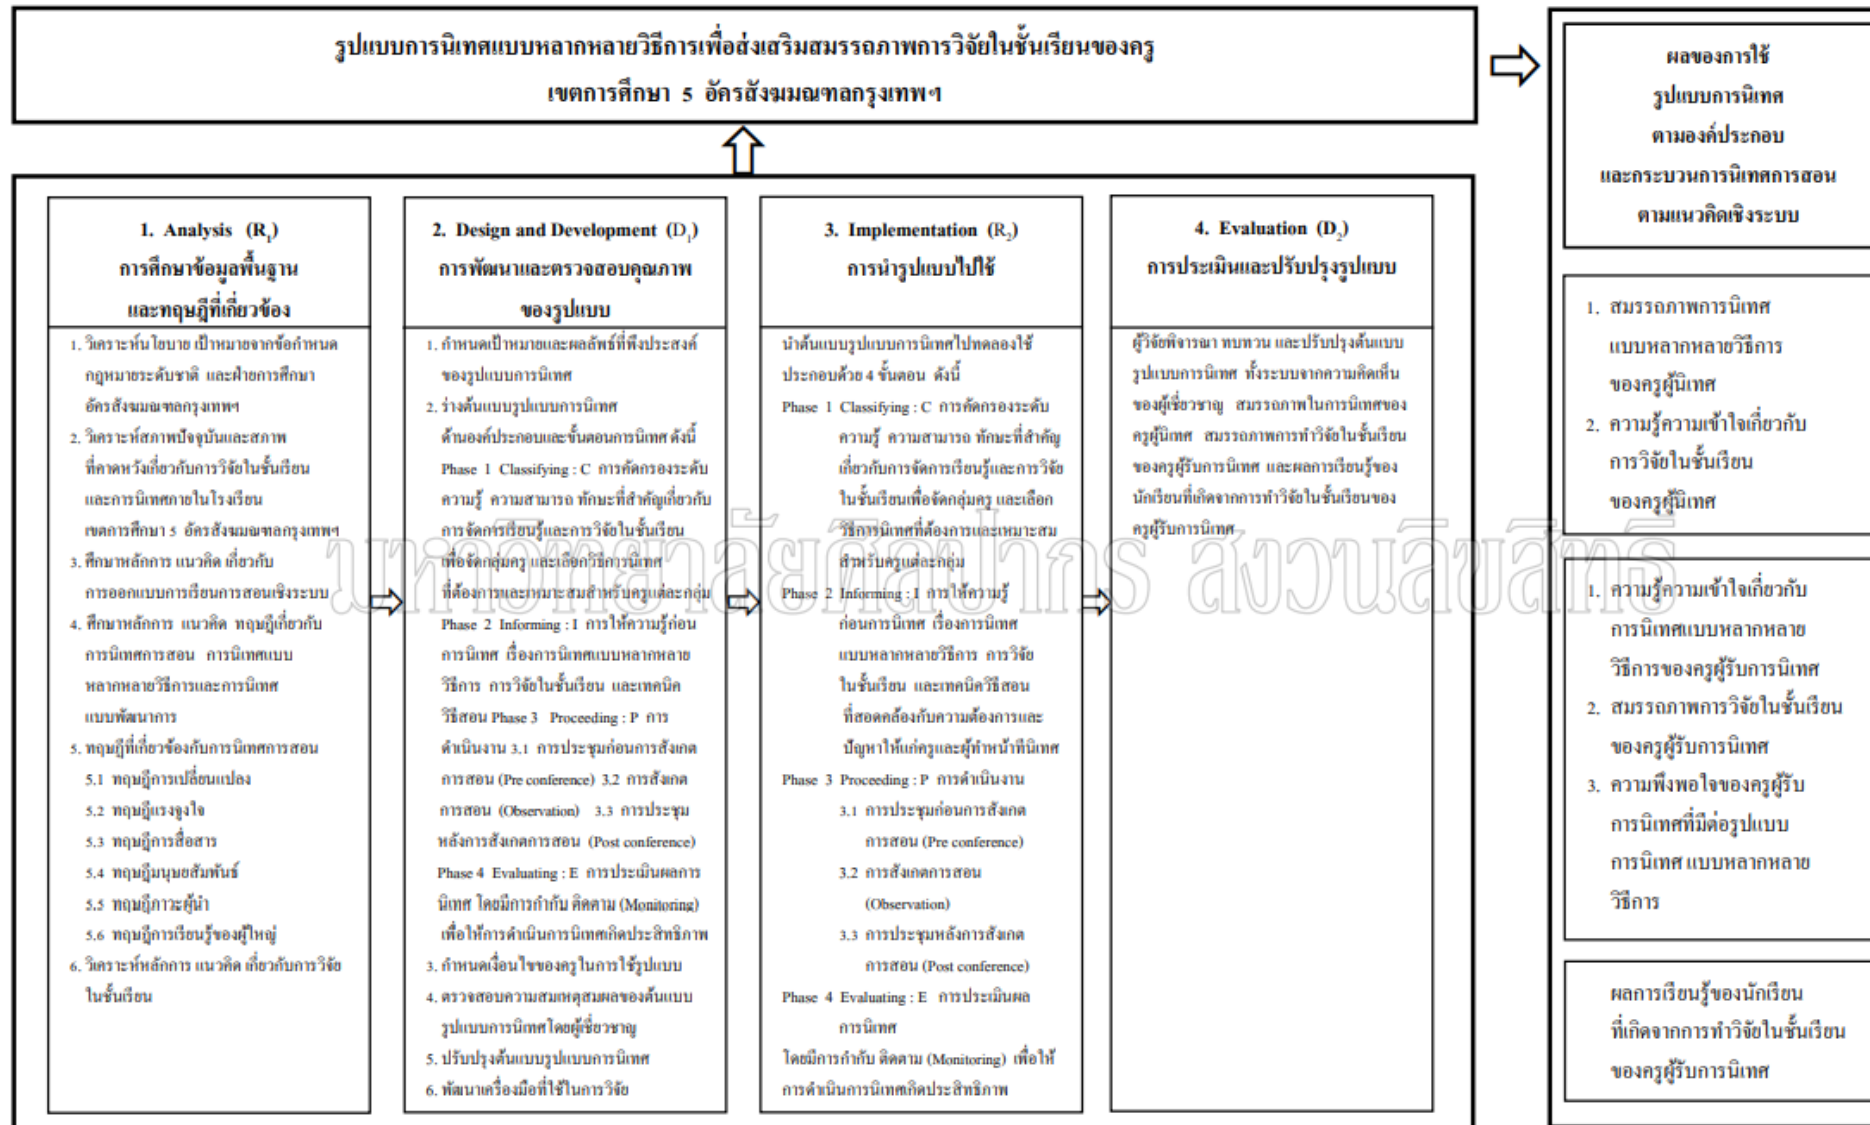 รูปแบบการนิเทศแบบหลากหลายวิธีการเพื่อส่งเสริมสมรรถภาพการวิจัยในชั้นเรียนของครู
เขตการศึกษา 5 อัครสังฆมณฑลกรุงเทพฯ
1. Analysis (R1)
การศึกษาข้อมูลพื้นฐาน
และทฤษฎีที่เกี่ยวข้อง
1. วิเคราะห์นโยบาย เป้าหมายจากข้อกำหนด
กฎหมายระดับชาติ และฝ่ายการศึกษา
อัครสังฆมณฑลกรุงเทพฯ
2. วิเคราะห์สภาพปัจจุบันและสภาพ
ที่คาดหวังเกี่ยวกับการวิจัยในชั้นเรียน
และการนิเทศภายในโรงเรียน
เขตการศึกษา 5 อัครสังฆมณฑลกรุงเทพฯ
3. ศึกษาหลักการ แนวคิด เกี่ยวกับ
การออกแบบการเรียนการสอนเชิงระบบ
4. ศึกษาหลักการ แนวคิด ทฤษฎีเกี่ยวกับ
การนิเทศการสอน การนิเทศแบบ
หลากหลายวิธีการและการนิเทศ
แบบพัฒนาการ
5. ทฤษฎีที่เกี่ยวข้องกับการนิเทศการสอน
5.1 ทฤษฎีการเปลี่ยนแปลง
5.2 ทฤษฎีแรงจูงใจ
5.3 ทฤษฎีการสื่อสาร
5.4 ทฤษฎีมนุษยสัมพันธ์
5.5 ทฤษฎีภาวะผู้นำ
5.6 ทฤษฎีการเรียนรู้ของผู้ใหญ่
6. วิเคราะห์หลักการ แนวคิด เกี่ยวกับการวิจัย
ในชั้นเรียน
2. Design and Development (D1)
การพัฒนาและตรวจสอบคุณภาพ
ของรูปแบบ
1. กำหนดเป้าหมายและผลลัพธ์ที่พึงประสงค์
ของรูปแบบการนิเทศ
2. ร่างต้นแบบรูปแบบการนิเทศ
ด้านองค์ประกอบและขั้นตอนการนิเทศ ดังนี้
Phase 1 Classifying : C การคัดกรองระดับ
ความรู้ ความสามารถ ทักษะที่สำคัญเกี่ยวกับ
การจัดการเรียนรู้และการวิจัยในชั้นเรียน
เพื่อจัดกลุ่มครู และเลือกวิธีการนิเทศ
ที่ต้องการและเหมาะสมสำหรับครูแต่ละกลุ่ม
Phase 2 Informing : I การให้ความรู้ก่อน
การนิเทศ เรื่องการนิเทศแบบหลากหลาย
วิธีการ การวิจัยในชั้นเรียน และเทคนิค
วิธีสอน Phase 3 Proceeding : P การ
ดำเนินงาน 3.1 การประชุมก่อนการสังเกต
การสอน (Pre conference) 3.2 การสังเกต
การสอน (Observation) 3.3 การประชุม
หลังการสังเกตการสอน (Post conference)
Phase 4 Evaluating : E การประเมินผลการ
นิเทศ โดยมีการกำกับ ติดตาม (Monitoring)
เพื่อให้การดำเนินการนิเทศเกิดประสิทธิภาพ
3. กำหนดเงื่อนไขของครูในการใช้รูปแบบ
4. ตรวจสอบความสมเหตุสมผลของต้นแบบ
รูปแบบการนิเทศโดยผู้เชี่ยวชาญ
5. ปรับปรุงต้นแบบรูปแบบการนิเทศ
6. พัฒนาเครื่องมือที่ใช้ในการวิจัย
3. Implementation (R2)
การนำรูปแบบไปใช้
นำต้นแบบรูปแบบการนิเทศไปทดลองใช้
ประกอบด้วย 4 ขั้นตอน ดังนี้
Phase 1 Classifying : C การคัดกรองระดับ
ความรู้ ความสามารถ ทักษะที่สำคัญ
เกี่ยวกับการจัดการเรียนรู้และการวิจัย
ในชั้นเรียนเพื่อจัดกลุ่มครู และเลือก
วิธีการนิเทศที่ต้องการและเหมาะสม
สำหรับครูแต่ละกลุ่ม
Phase 2 Informing : I การให้ความรู้
ก่อนการนิเทศ เรื่องการนิเทศ
แบบหลากหลายวิธีการ การวิจัย
ในชั้นเรียน และเทคนิควิธีสอน
ที่สอดคล้องกับความต้องการและ
ปัญหาให้แก่ครูและผู้ทำหน้าที่นิเทศ
Phase 3 Proceeding : P การดำเนินงาน
3.1 การประชุมก่อนการสังเกต
การสอน (Pre conference)
3.2 การสังเกตการสอน
(Observation)
3.3 การประชุมหลังการสังเกต
การสอน (Post conference)
Phase 4 Evaluating : E การประเมินผล
การนิเทศ
โดยมีการกำกับ ติดตาม (Monitoring) เพื่อให้
การดำเนินการนิเทศเกิดประสิทธิภาพ
4. Evaluation (D2)
การประเมินและปรับปรุงรูปแบบ
ผู้วิจัยพิจารณา ทบทวน และปรับปรุงต้นแบบ
รูปแบบการนิเทศ ทั้งระบบจากความคิดเห็น
ของผู้เชี่ยวชาญ สมรรถภาพในการนิเทศของ
ครูผู้นิเทศ สมรรถภาพการทำวิจัยในชั้นเรียน
ของครูผู้รับการนิเทศ และผลการเรียนรู้ของ
นักเรียนที่เกิดจากการทำวิจัยในชั้นเรียนของ
ครูผู้รับการนิเทศ
ผลของการใช้
รูปแบบการนิเทศ
ตามองค์ประกอบ
และกระบวนการนิเทศการสอน
ตามแนวคิดเชิงระบบ
1. สมรรถภาพการนิเทศ
แบบหลากหลายวิธีการ
ของครูผู้นิเทศ
2. ความรู้ความเข้าใจเกี่ยวกับ
การวิจัยในชั้นเรียน
ของครูผู้นิเทศ
1. ความรู้ความเข้าใจเกี่ยวกับ
การนิเทศแบบหลากหลาย
วิธีการของครูผู้รับการนิเทศ
2. สมรรถภาพการวิจัยในชั้นเรียน
ของครูผู้รับการนิเทศ
3. ความพึงพอใจของครูผู้รับ
การนิเทศที่มีต่อรูปแบบ
การนิเทศ แบบหลากหลาย
วิธีการ
ผลการเรียนรู้ของนักเรียน
ที่เกิดจากการทำวิจัยในชั้นเรียน
ของครูผู้รับการนิเทศ
มหาวิทยาลัยศิลปากร สงวนลิขสิทธิ์